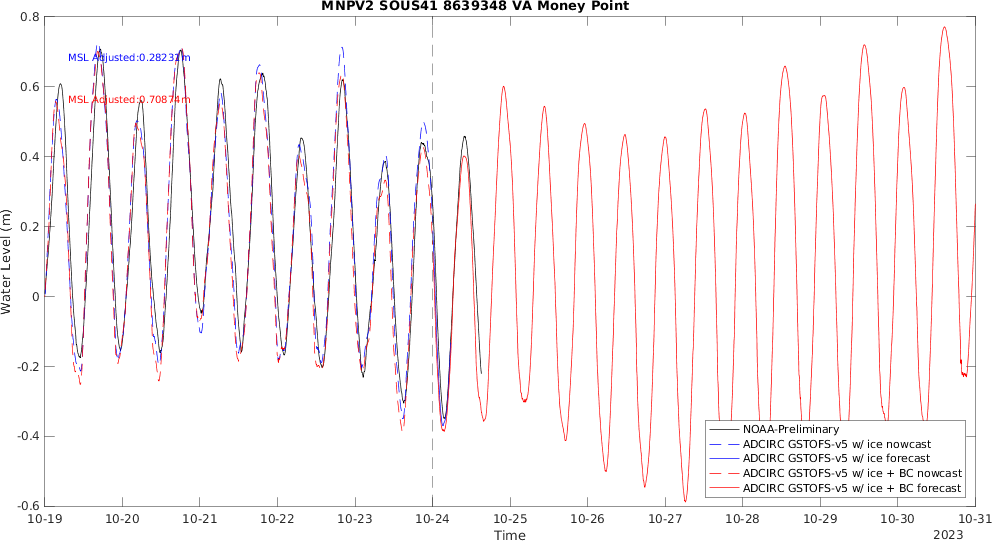 MNPV2 SOUS41 8639348 VA Money Point
0.8
MSL Adjusted:0.28231m
0.6
MSL Adjusted:0.70874m
0.4
0.2
0
-0.2
-0.4
-0.6
Water Level (m)
NOAA-Preliminary
ADCIRC GSTOFS-v5 w/ ice nowcast
ADCIRC GSTOFS-v5 w/ ice forecast
ADCIRC GSTOFS-v5 w/ ice + BC nowcast
ADCIRC GSTOFS-v5 w/ ice + BC forecast
10-19 10-20 10-21 10-22 10-23 10-24 10-25 10-26 10-27 10-28 10-29 10-30 10-31
Time
2023